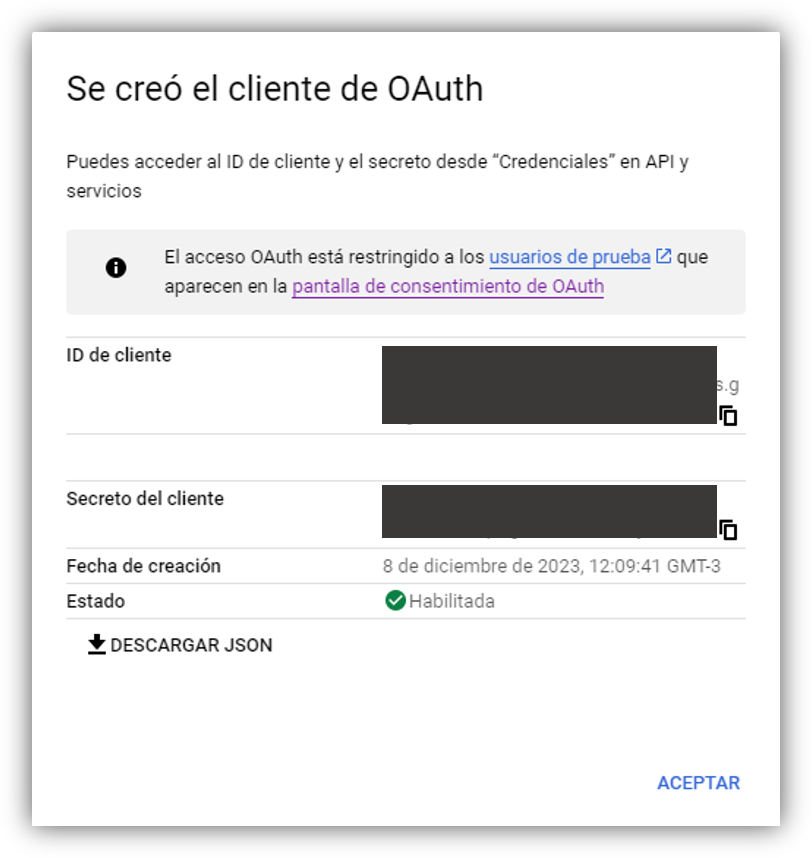 Se creó el cliente de OAuth
Puedes acceder al ID de cliente y el secreto desde “Credenciales” en API y
servicios
El acceso OAuth está restringido a los usuarios de prueba que
aparecen en la pantalla de consentimiento de OAuth
ID de cliente
s.g
Secreto del cliente
Fecha de creación 8 de diciembre de 2023, 12:09:41 GMT-3
Estado Habilitada
DESCARGAR JSON
ACEPTAR